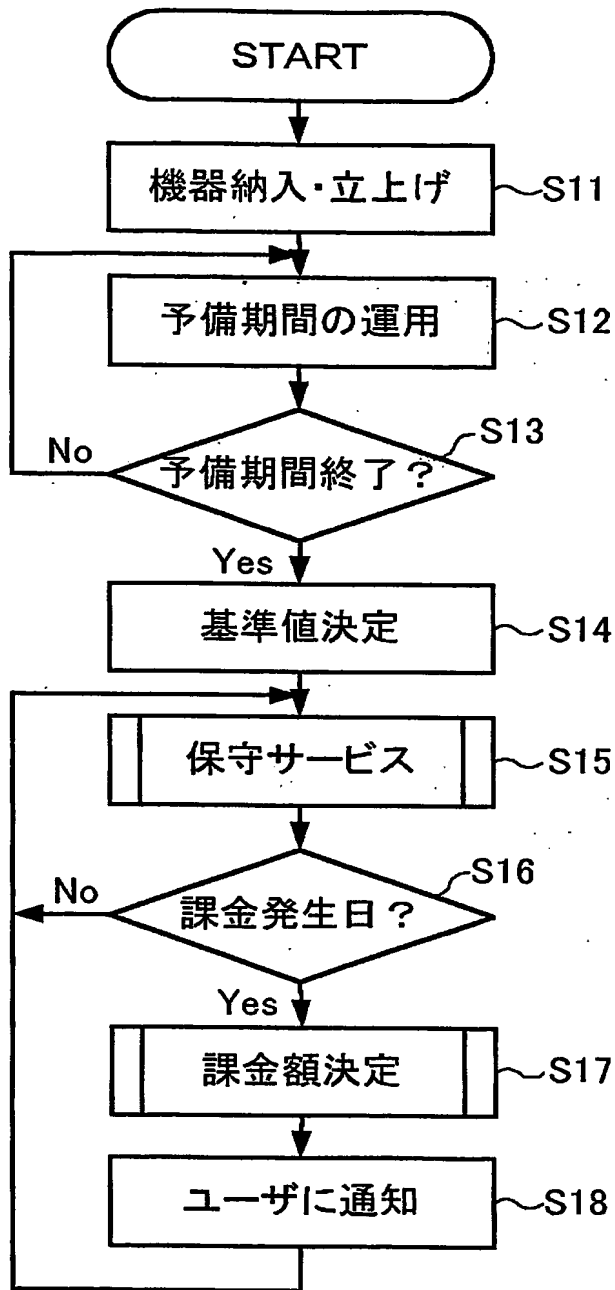 START
機器納入・立上げ
S11
予備期間の運用
S12
S13
No
予備期間終了?
Yes
基準値決定
S14
保守サービス
S15
S16
No
課金発生日?
Yes
課金額決定
S17
ユーザに通知
S18